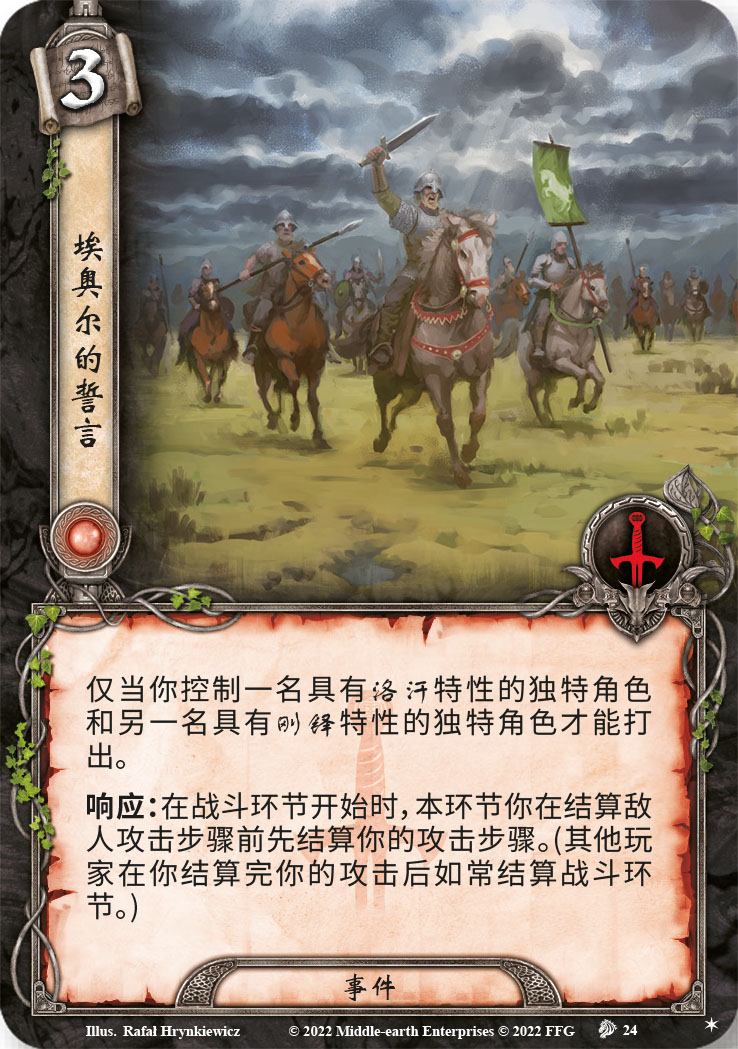 3
埃奥尔的誓言
仅当你控制一名具有洛汗特性的独特角色
和另一名具有刚铎特性的独特角色才能打
出。
响应：在战斗环节开始时，本环节你在结算敌
人攻击步骤前先结算你的攻击步骤。(其他玩
家在你结算完你的攻击后如常结算战斗环
节。)
事件
Illus. Rafał Hrynkiewicz © 2022 Middle-earth Enterprises © 2022 FFG 24